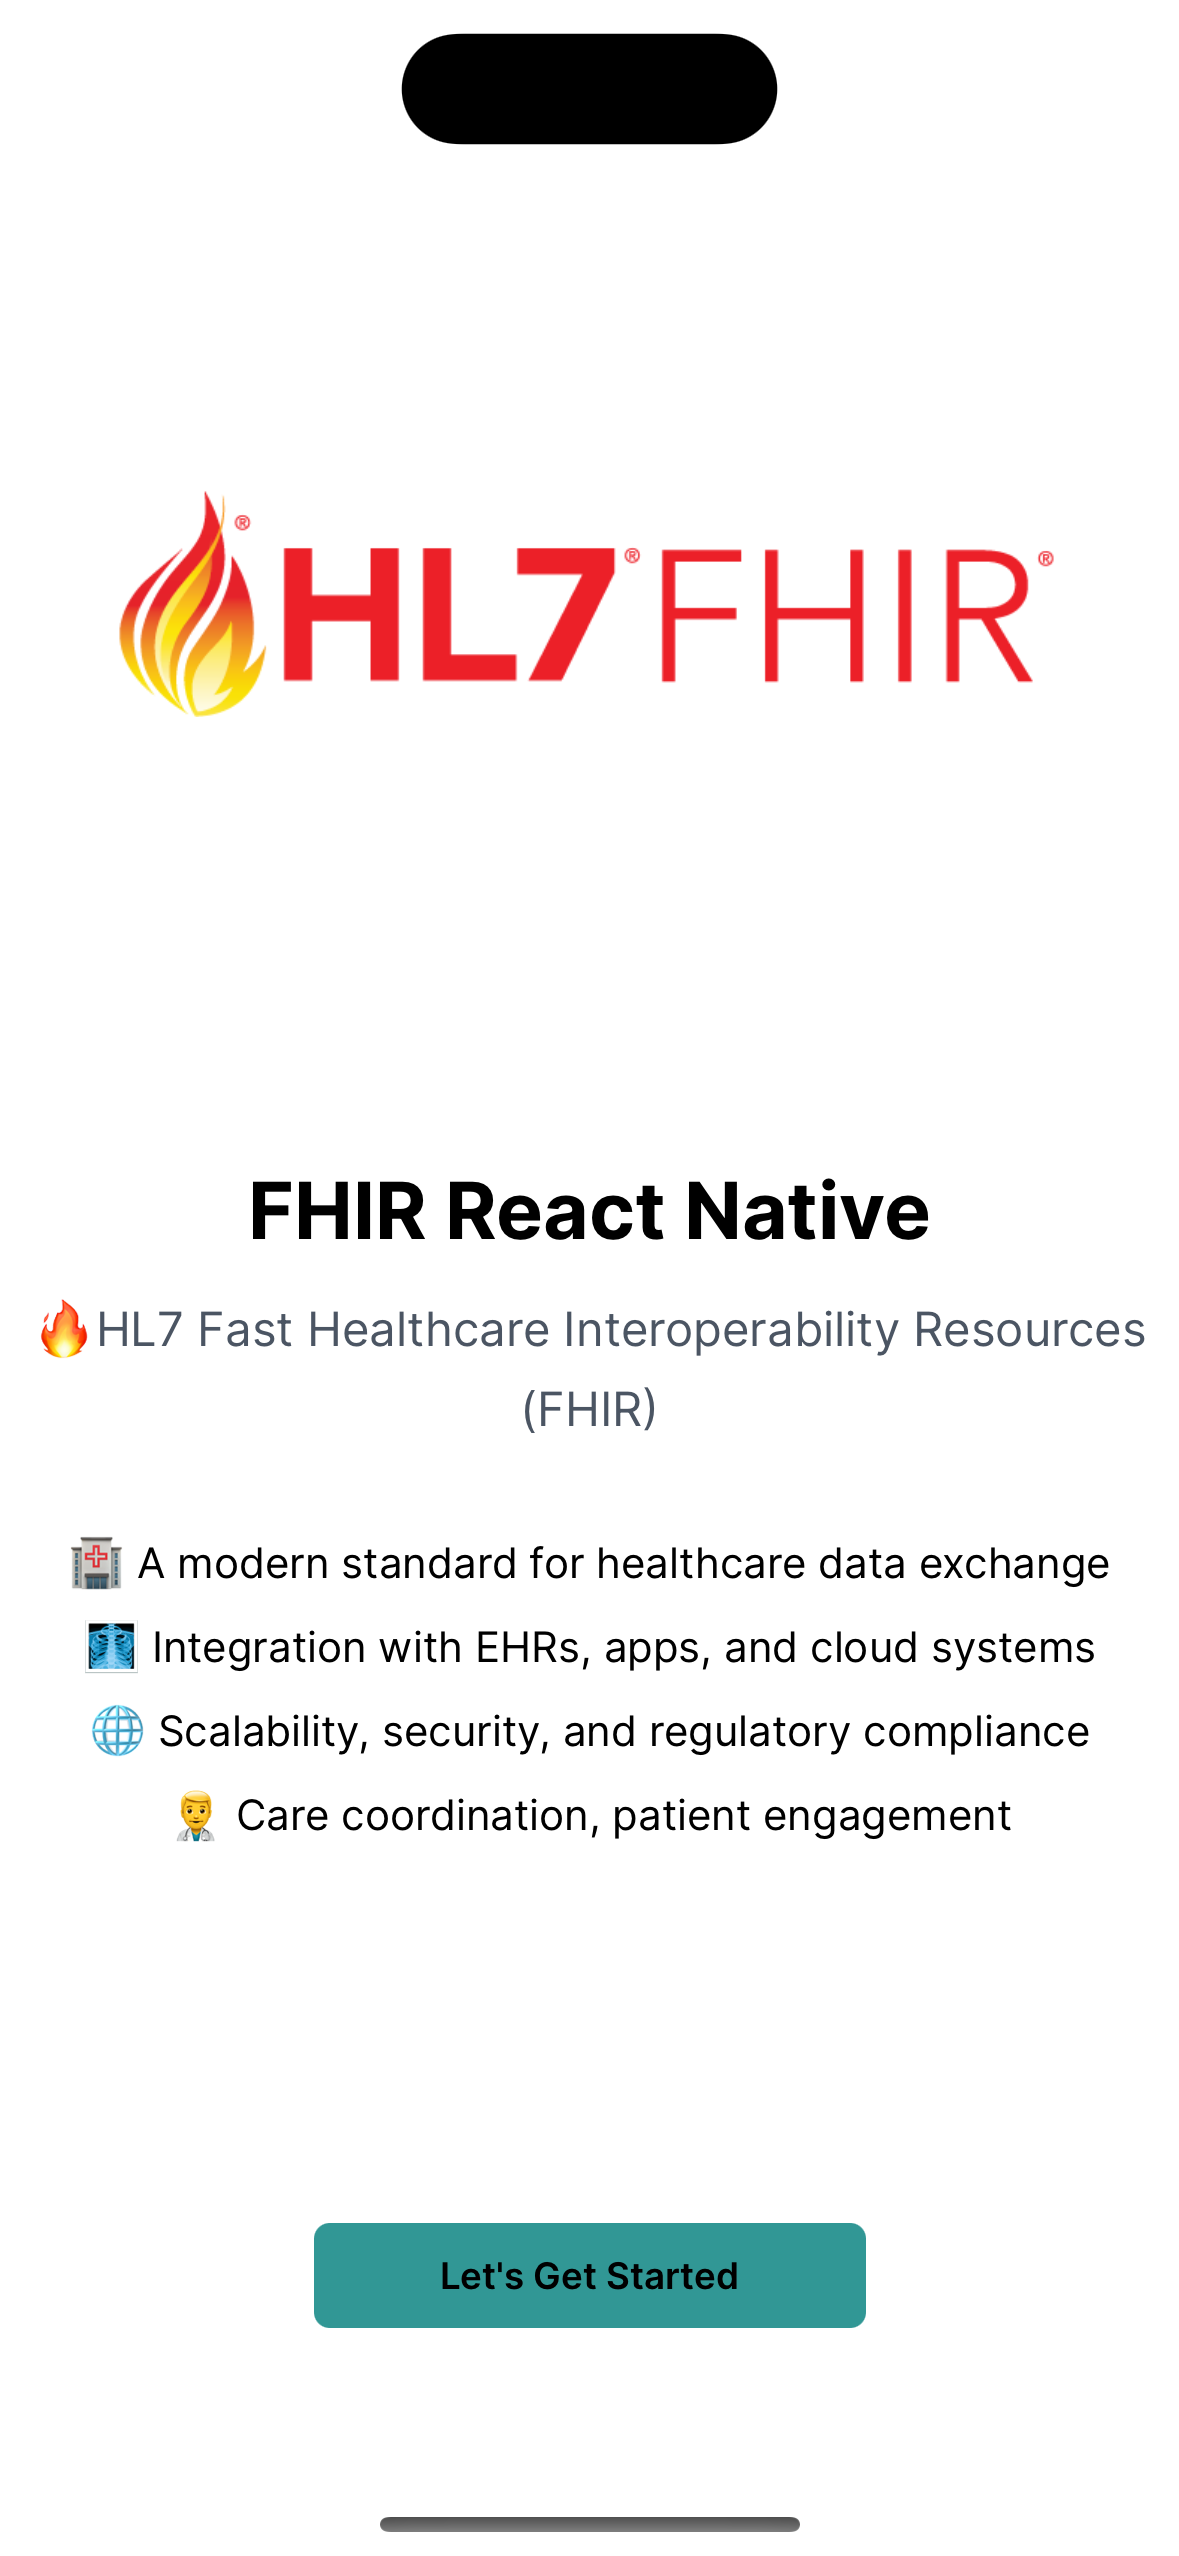 ® HL7® FHIR®
FHIR React Native
🔥HL7 Fast Healthcare Interoperability Resources
(FHIR)
🏥 A modern standard for healthcare data exchange
🩻 Integration with EHRs, apps, and cloud systems
🌐 Scalability, security, and regulatory compliance
👨‍⚕️ Care coordination, patient engagement
Let's Get Started